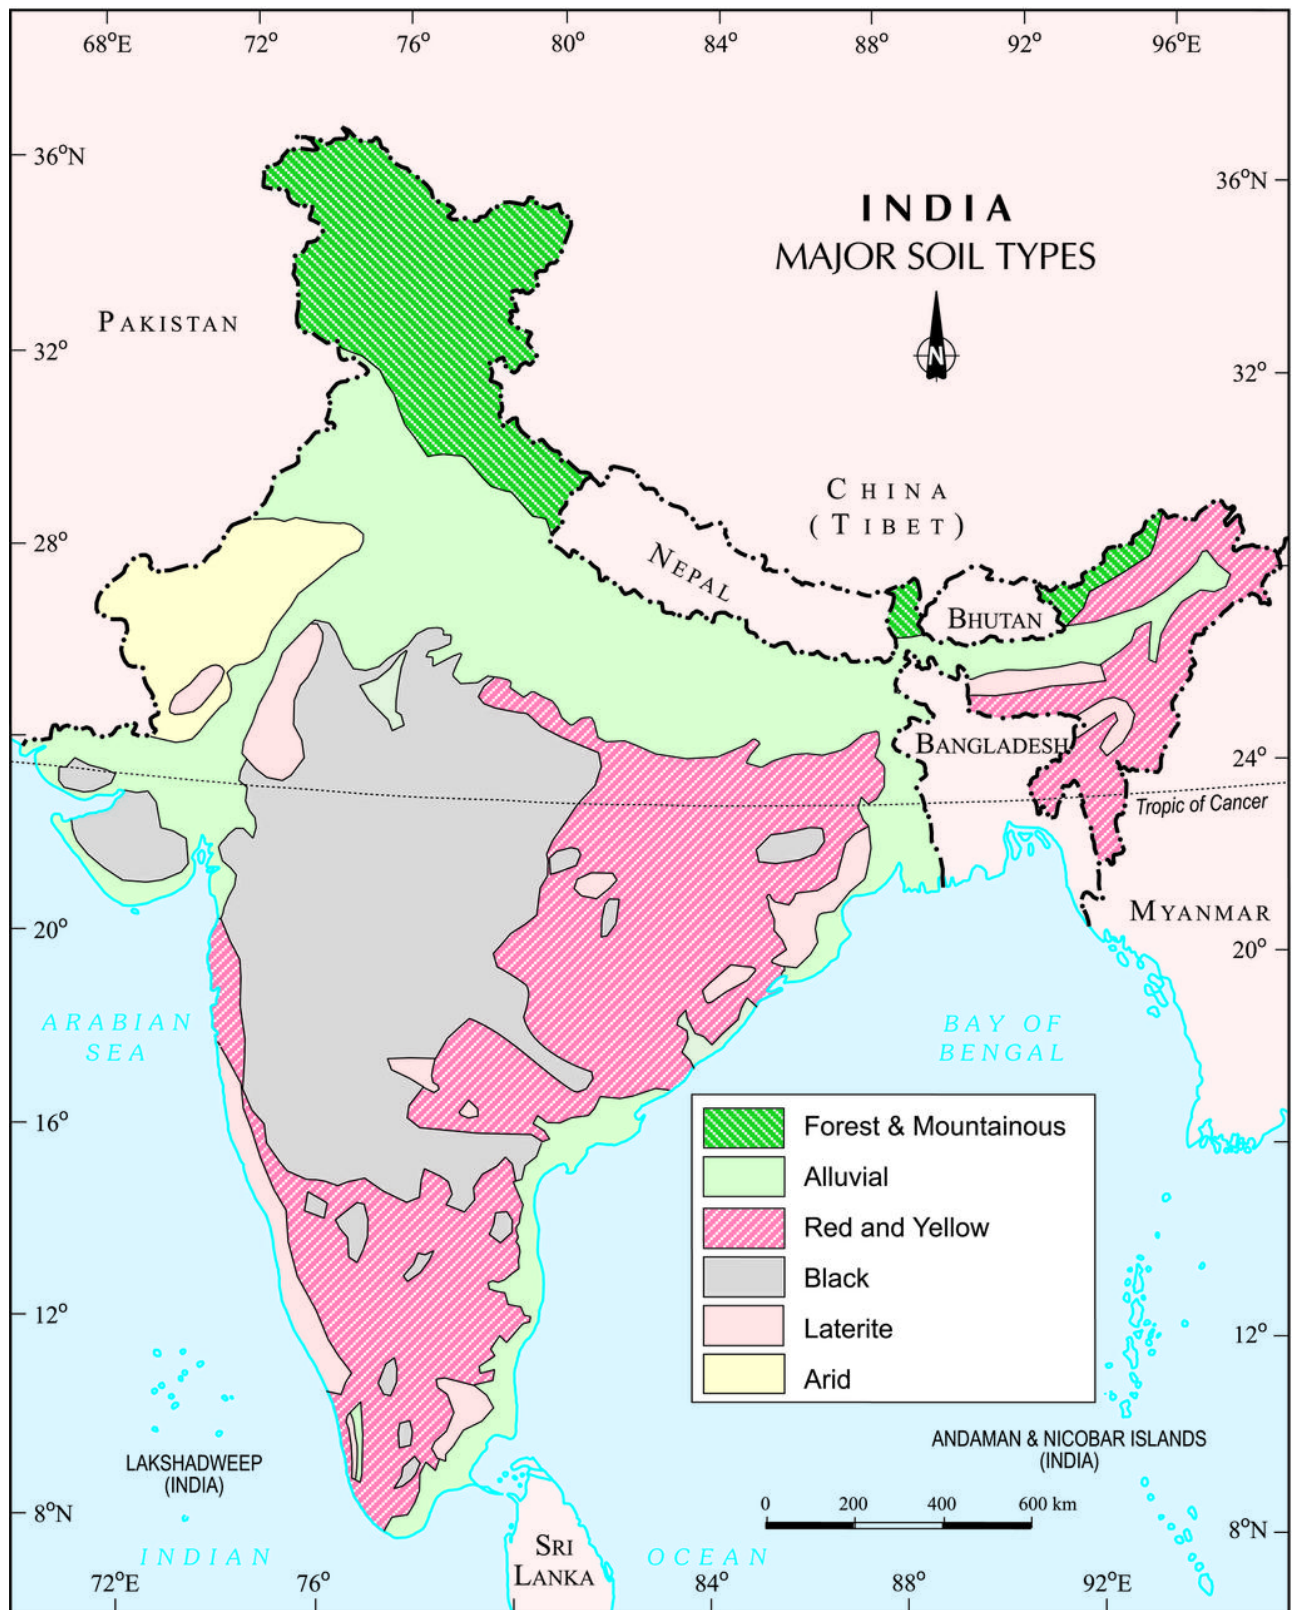 68°E 72° 76° 80° 84° 88° 92° 96°E
36°N
36°N
INDIA
MAJOR SOIL TYPES
N
PAKISTAN
32°
32°
CHINA
(TIBET)
28°
NEPAL
BHUTAN
BANGLADESH
24°
Tropic of Cancer
MYANMAR
20°
20°
ARABIAN
SEA
BAY OF
BENGAL
16°
Forest & Mountainous
Alluvial
Red and Yellow
Black
Laterite
Arid
12°
12°
LAKSHADWEEP
(INDIA)
ANDAMAN & NICOBAR ISLANDS
(INDIA)
0 200 400 600 km
8°N
8°N
SRI
LANKA
INDIAN OCEAN
72°E 76° 84° 88° 92°E